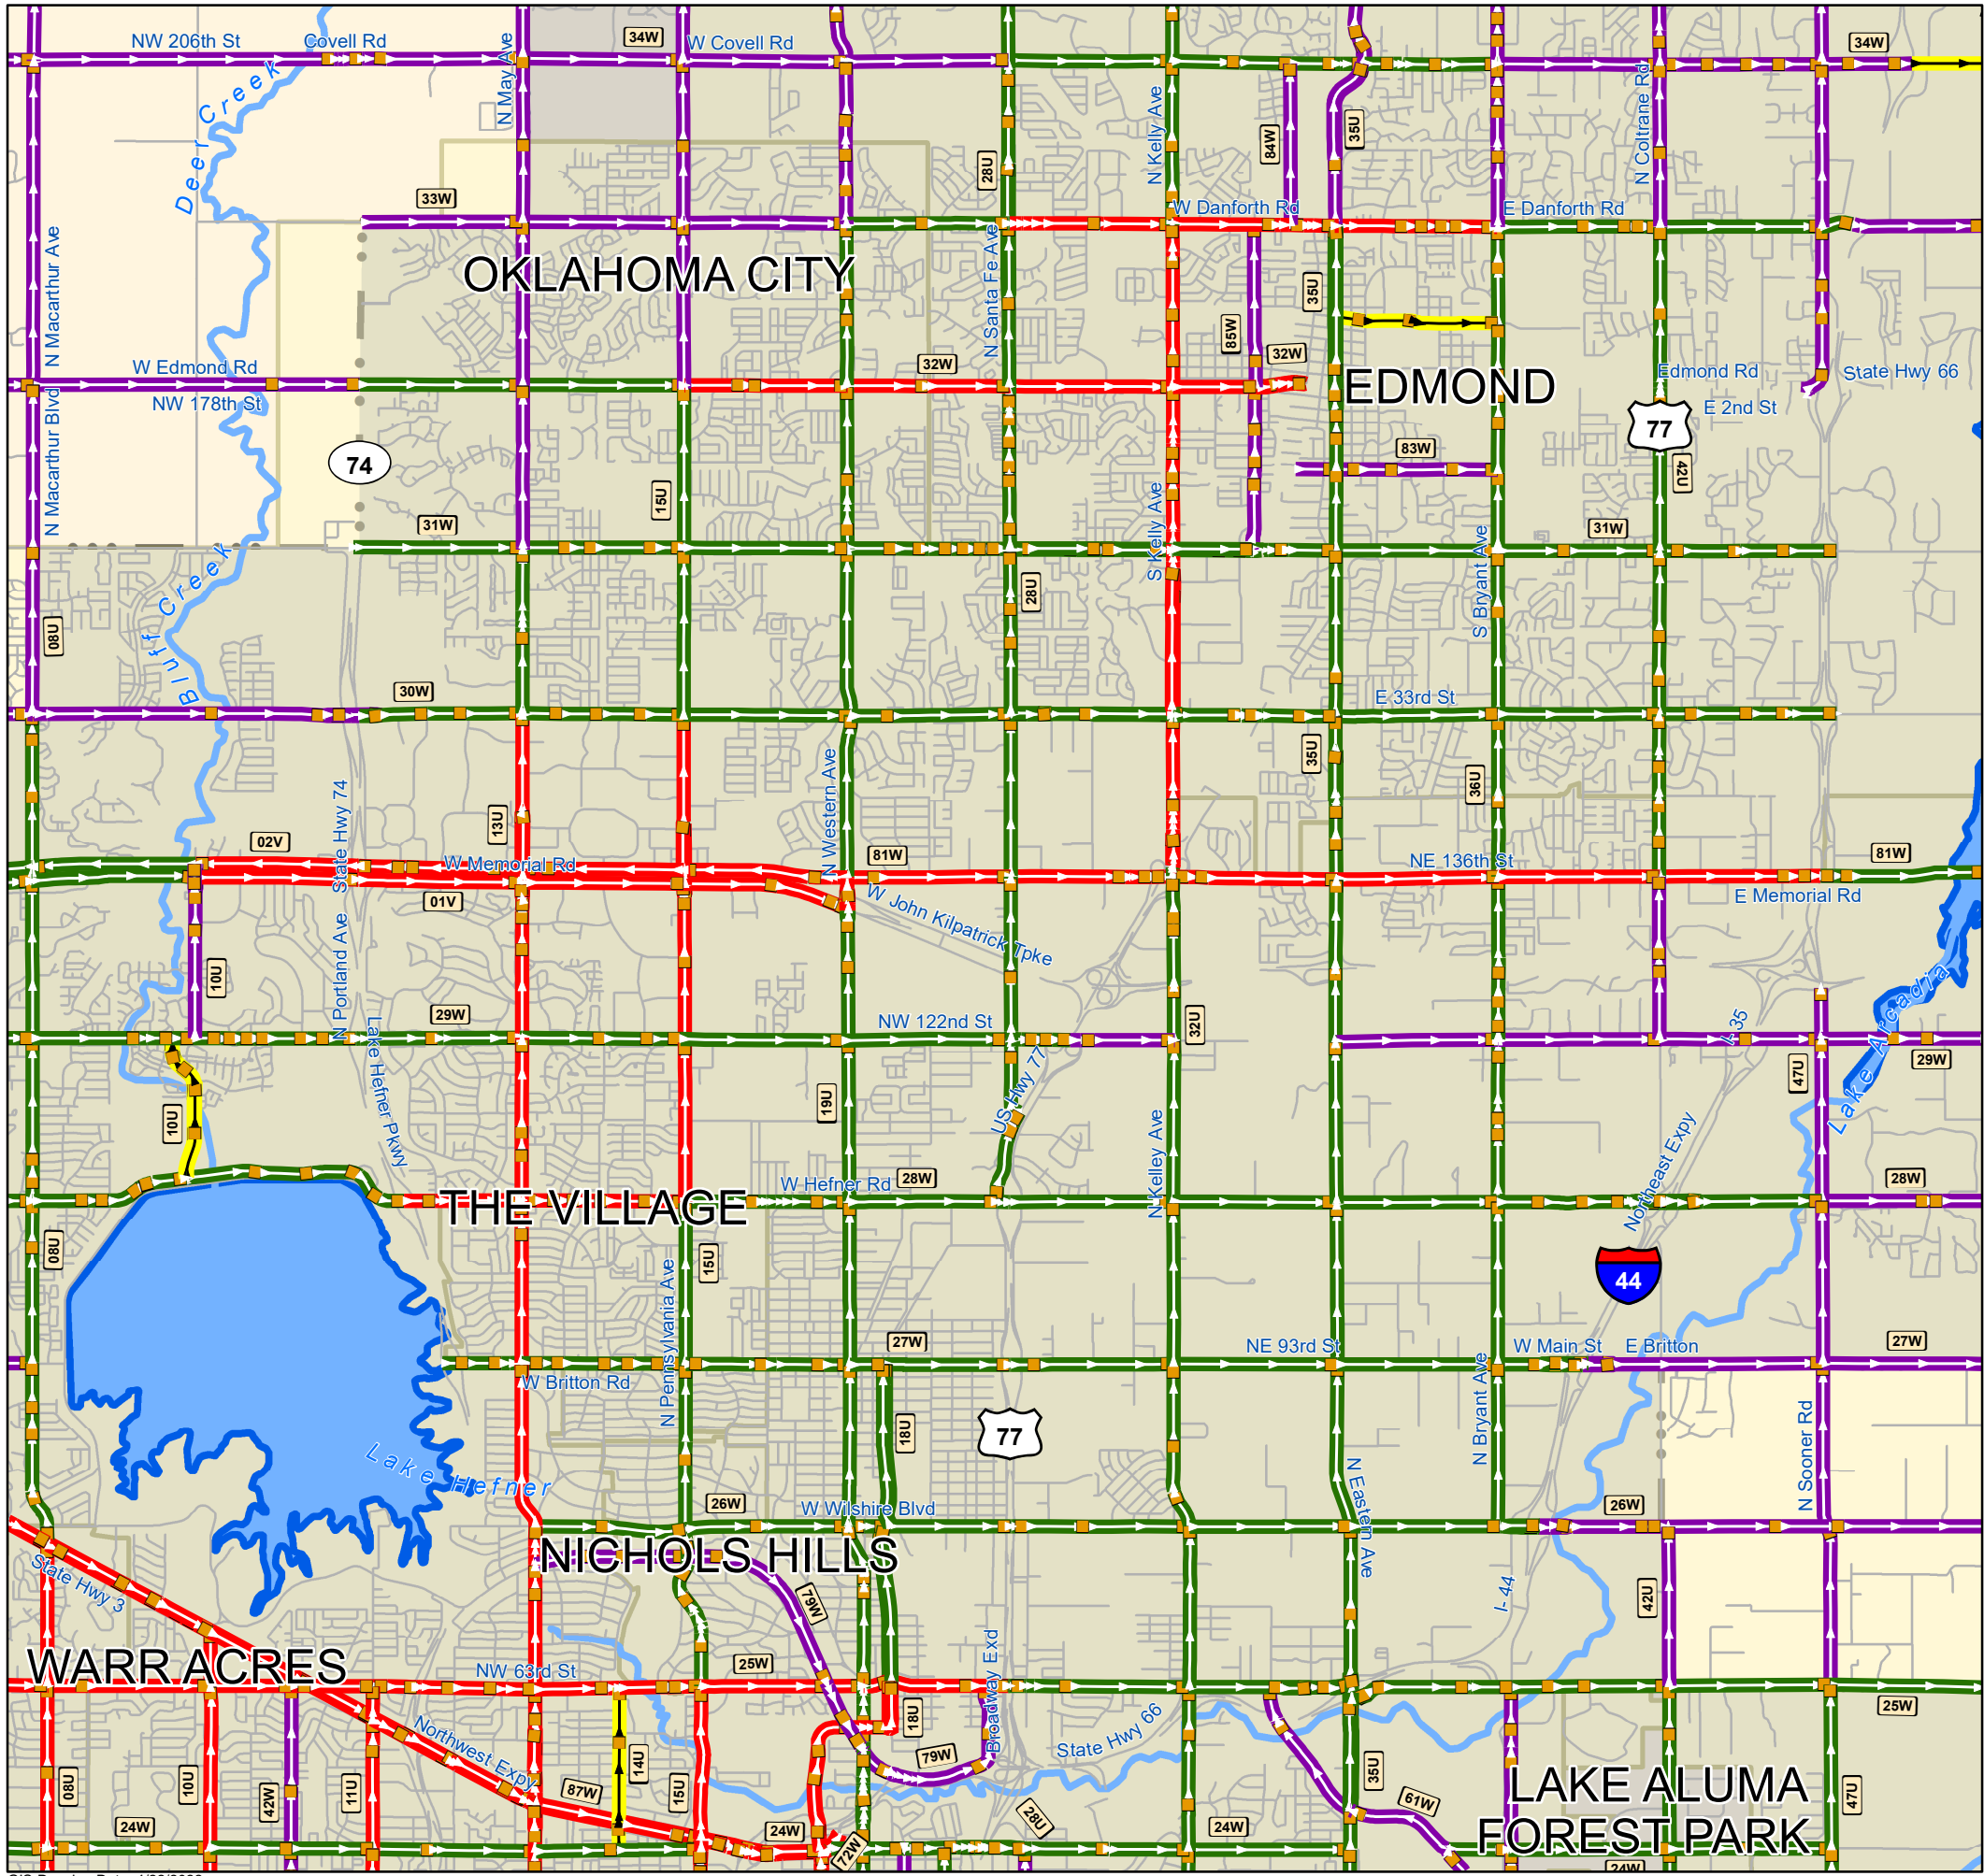 NW 206th St
Covell Rd
34W
W Covell Rd
34W
N May Ave
Deer Creek
N Kelly Ave
84W
35U
N Coltrane Rd
28U
33W
W Danforth Rd
E Danforth Rd
N Macarthur Ave
OKLAHOMA CITY
N Santa Fe Ave
35U
85W
32W
32W
W Edmond Rd
NW 178th St
EDMOND
Edmond Rd
State Hwy 66
E 2nd St
77
N Macarthur Blvd
74
83W
42U
15U
31W
31W
S Kelly Ave
S Bryant Ave
28U
Bluff Creek
08U
30W
E 33rd St
35U
36U
N Western Ave
State Hwy 74
13U
02V
W Memorial Rd
81W
NE 136th St
81W
01V
E Memorial Rd
W John Kilpatrick Tpke
10U
N Portland Ave
29W
NW 122nd St
32U
I-35
Lake Arcadia
29W
47U
Lake Hefner Pkwy
10U
19U
US Hwy 77
N Kelley Ave
Northeast Expy
THE VILLAGE
W Hefner Rd
28W
28W
08U
15U
44
N Pennsylvania Ave
27W
NE 93rd St
W Main St
E Britton
27W
W Britton Rd
N Bryant Ave
18U
77
N Sooner Rd
Lake Hefner
N Eastern Ave
26W
W Wilshire Blvd
26W
NICHOLS HILLS
State Hwy 3
79W
I-44
42U
WARR ACRES
NW 63rd St
25W
Broadway Exd
25W
18U
State Hwy 66
Northwest Expy
79W
14U
15U
08U
10U
42W
11U
87W
35U
61W
LAKE ALUMA
FOREST PARK
47U
24W
24W
72W
28U
24W
24W